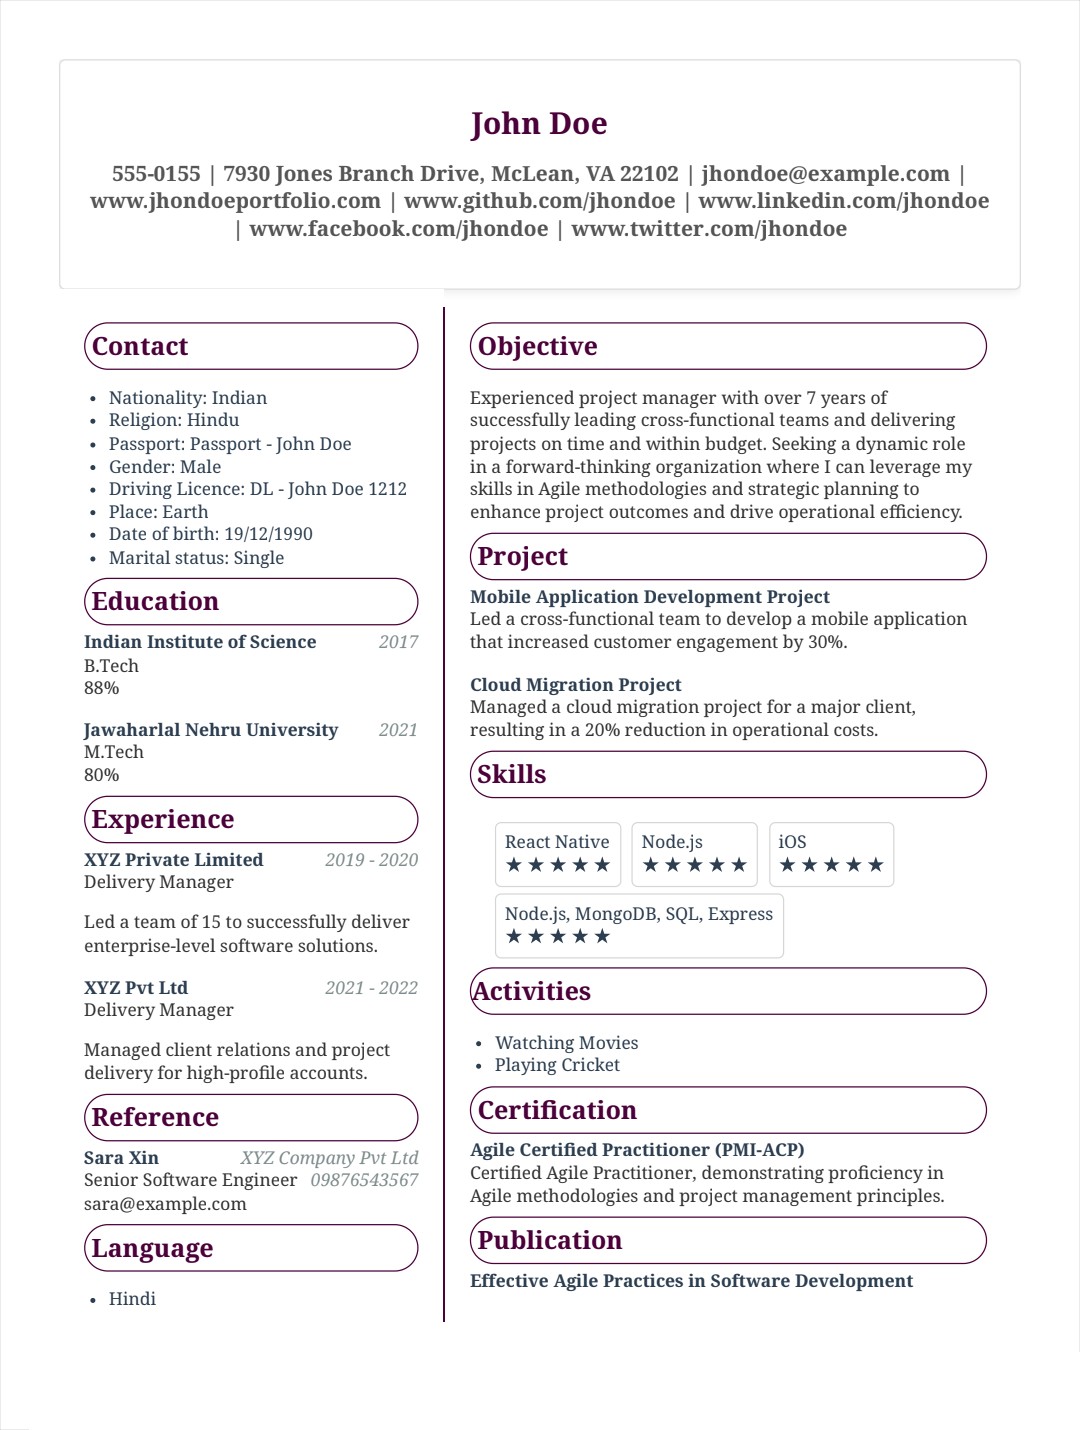 John Doe
555-0155 | 7930 Jones Branch Drive, McLean, VA 22102 | jhondoe@example.com |
www.jhondoeportfolio.com | www.github.com/jhondoe | www.linkedin.com/jhondoe
| www.facebook.com/jhondoe | www.twitter.com/jhondoe
Contact
• Nationality: Indian
• Religion: Hindu
• Passport: Passport - John Doe
• Gender: Male
• Driving Licence: DL - John Doe 1212
• Place: Earth
• Date of birth: 19/12/1990
• Marital status: Single
Education
Indian Institute of Science 2017
B.Tech
88%
Jawaharlal Nehru University 2021
M.Tech
80%
Experience
XYZ Private Limited 2019 - 2020
Delivery Manager
Led a team of 15 to successfully deliver
enterprise-level software solutions.
XYZ Pvt Ltd 2021 - 2022
Delivery Manager
Managed client relations and project
delivery for high-profile accounts.
Reference
Sara Xin XYZ Company Pvt Ltd
Senior Software Engineer 09876543567
sara@example.com
Language
• Hindi
Objective
Experienced project manager with over 7 years of
successfully leading cross-functional teams and delivering
projects on time and within budget. Seeking a dynamic role
in a forward-thinking organization where I can leverage my
skills in Agile methodologies and strategic planning to
enhance project outcomes and drive operational efficiency.
Project
Mobile Application Development Project
Led a cross-functional team to develop a mobile application
that increased customer engagement by 30%.
Cloud Migration Project
Managed a cloud migration project for a major client,
resulting in a 20% reduction in operational costs.
Skills
React Native Node.js iOS
★★★★★ ★★★★★ ★★★★★
Node.js, MongoDB, SQL, Express
★★★★★
Activities
• Watching Movies
• Playing Cricket
Certification
Agile Certified Practitioner (PMI-ACP)
Certified Agile Practitioner, demonstrating proficiency in
Agile methodologies and project management principles.
Publication
Effective Agile Practices in Software Development